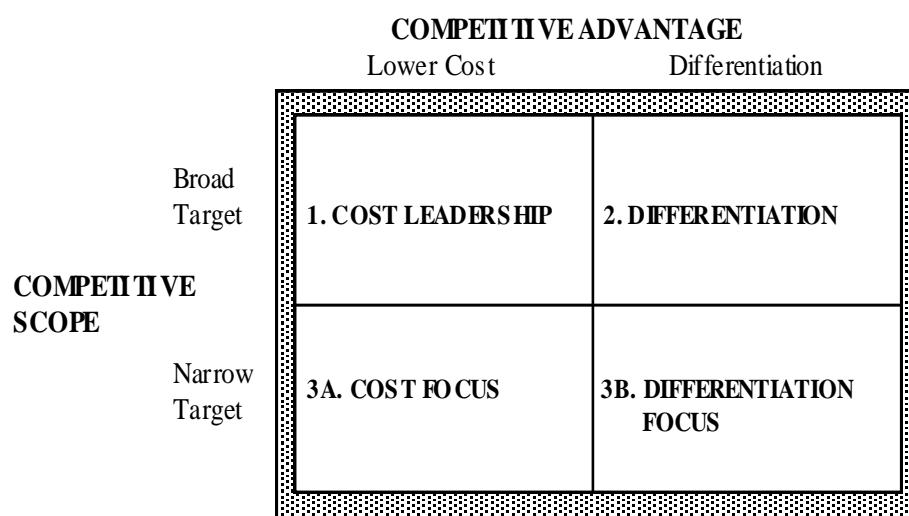 COMPETITIVE ADVANTAGE
Lower Cost Differentiation
Broad
Target
1. COST LEADERSHIP 2. DIFFERENTIATION
COMPETITIVE
SCOPE
Narrow
Target
3A. COST FOCUS 3B. DIFFERENTIATION
FOCUS